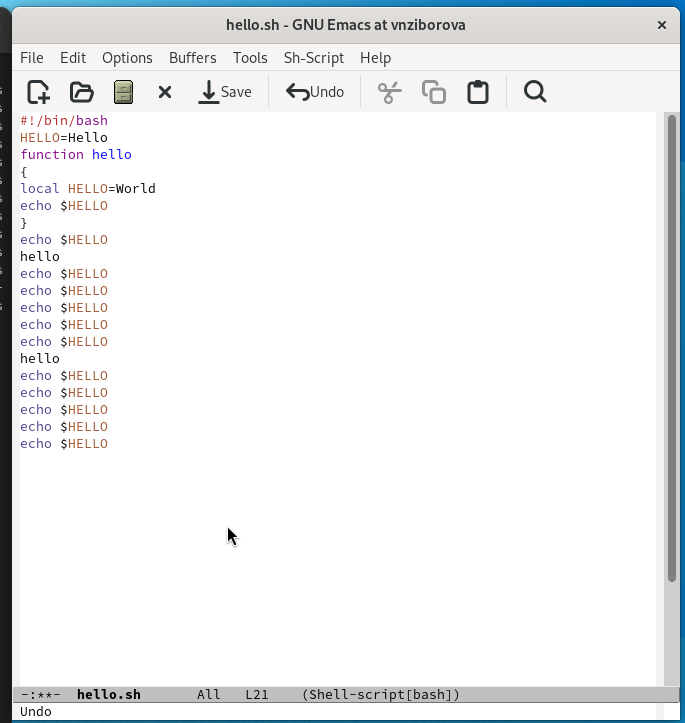 hello.sh - GNU Emacs at vnziborova ×
File Edit Options Buffers Tools Sh-Script Help
Save Undo
#!/bin/bash
HELLO=Hello
function hello
{
local HELLO=World
echo $HELLO
}
echo $HELLO
hello
echo $HELLO
echo $HELLO
echo $HELLO
echo $HELLO
echo $HELLO
hello
echo $HELLO
echo $HELLO
echo $HELLO
echo $HELLO
echo $HELLO
-:**- hello.sh All L21 (Shell-script[bash])
Undo